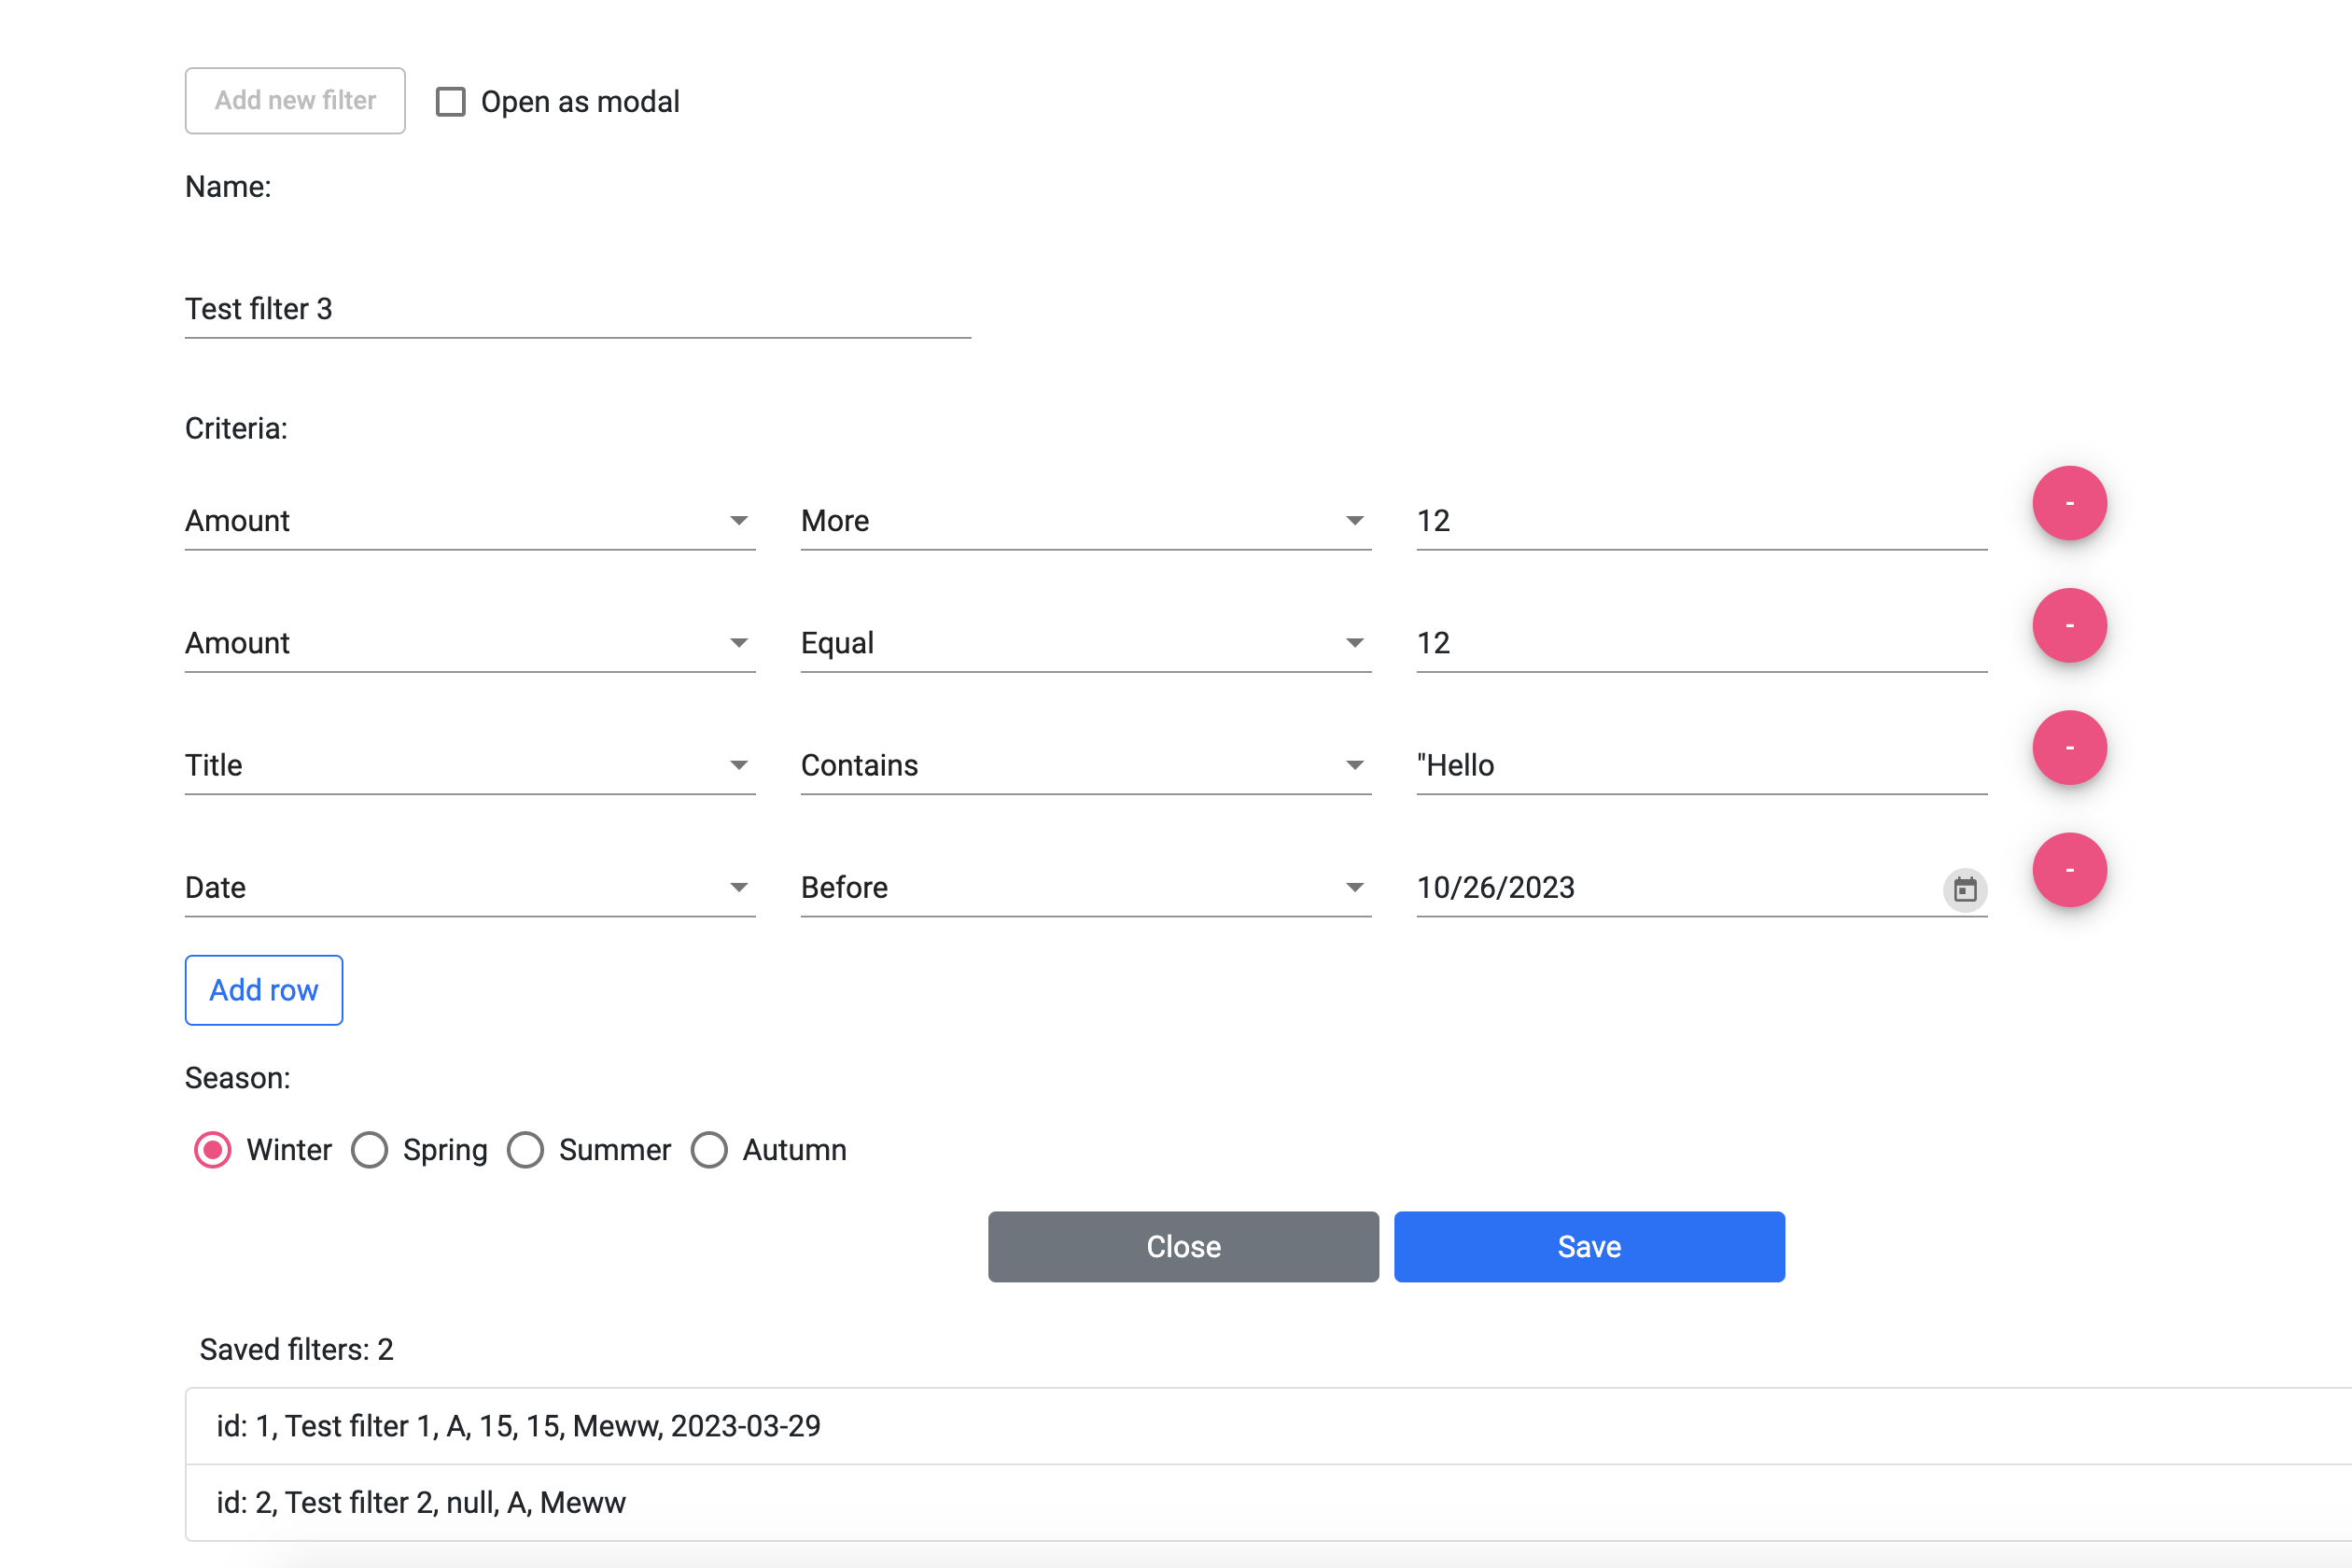 Add new filter Open as modal
Name:
Test filter 3
Criteria:
Amount More 12 -
Amount Equal 12 -
Title Contains "Hello -
Date Before 10/26/2023 -
Add row
Season:
Winter Spring Summer Autumn
Close Save
Saved filters: 2
id: 1, Test filter 1, A, 15, 15, Meww, 2023-03-29
id: 2, Test filter 2, null, A, Meww